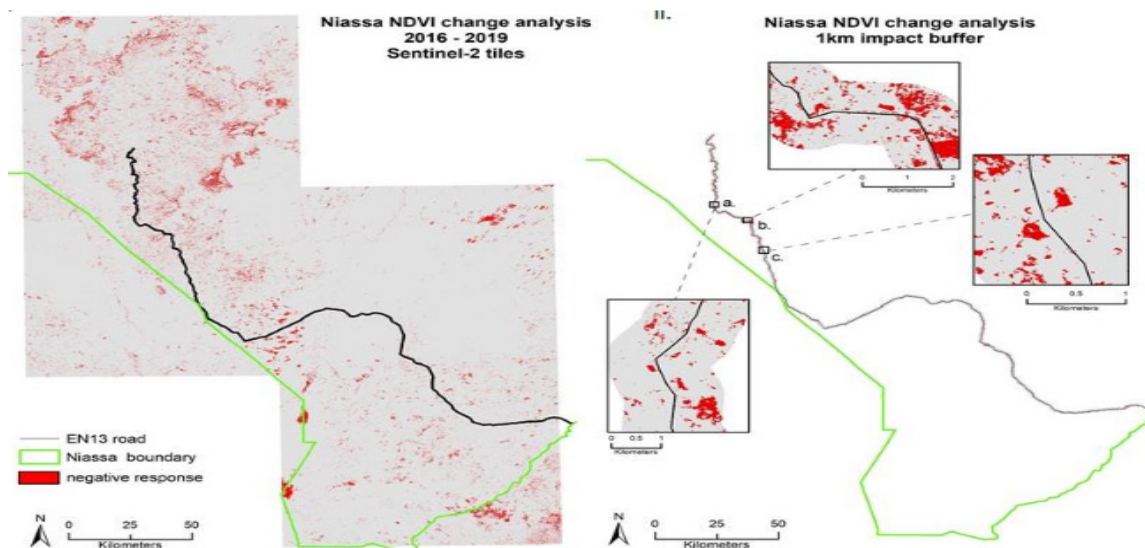 Niassa NDVI change analysis
2016 - 2019
Sentinel-2 tiles
EN13 road
Niassa boundary
negative response
N
0 25 50
Kilometers
II.
Niassa NDVI change analysis
1km impact buffer
0 1 2
Kilometers
a.
b.
c.
0 0.5 1
Kilometers
0 0.5 1
Kilometers
N
0 25 50
Kilometers